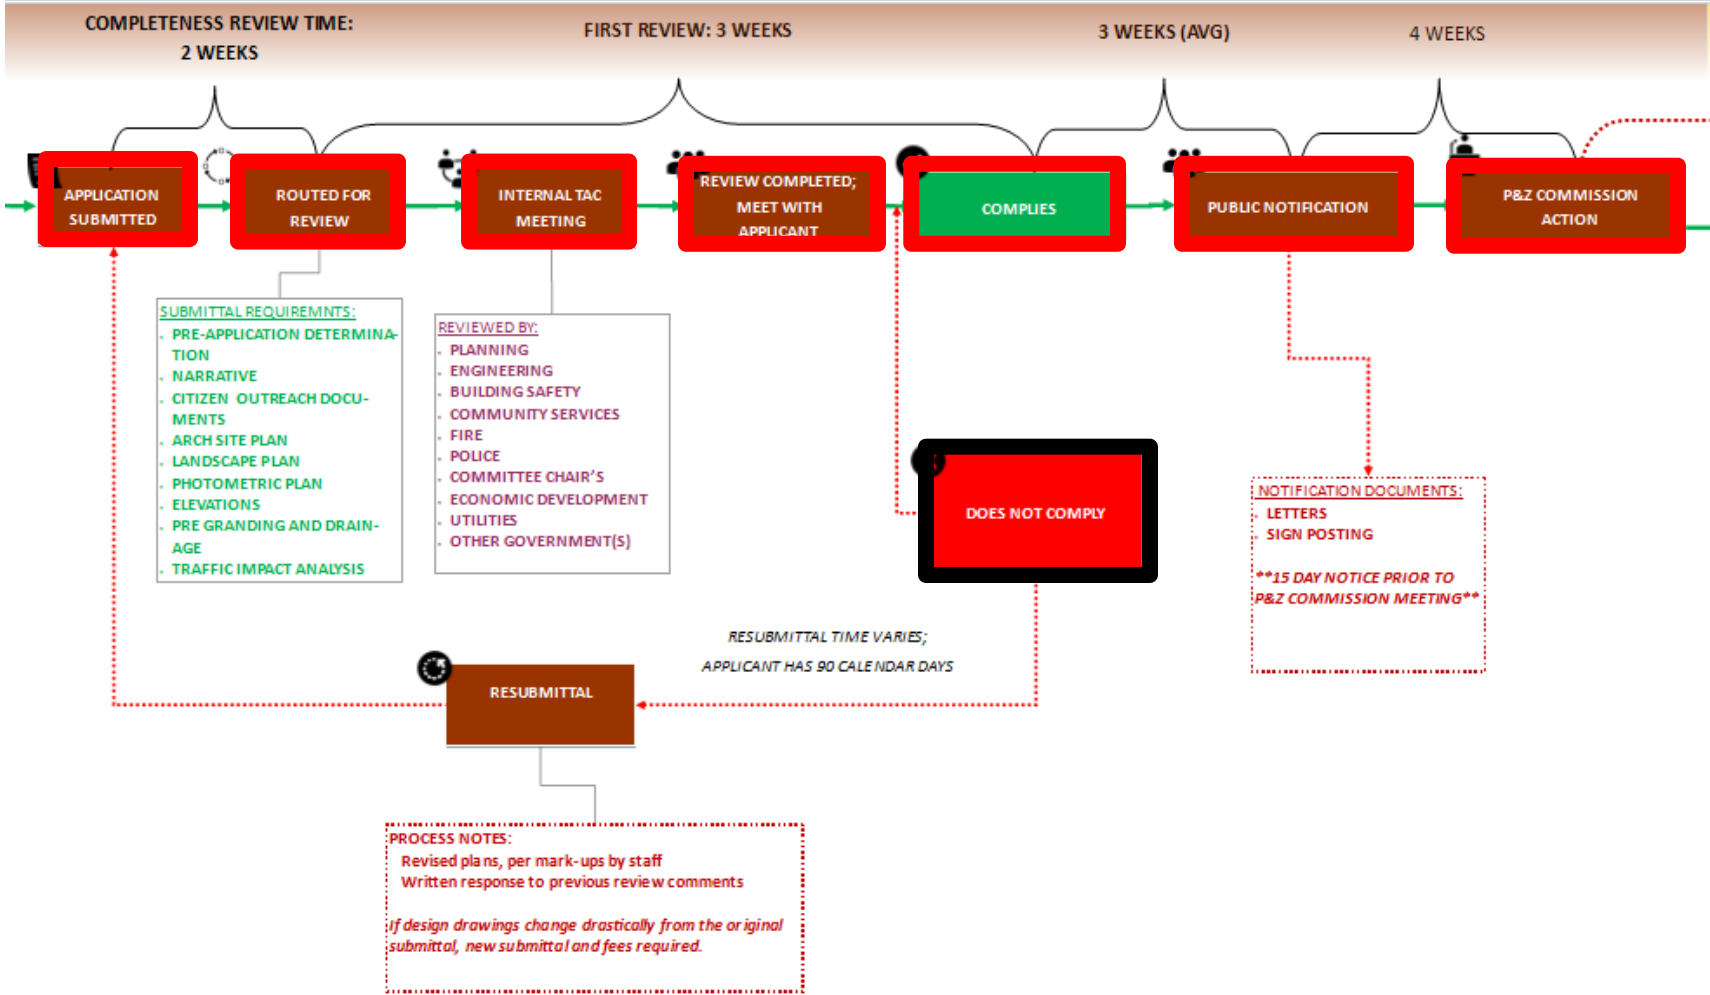 COMPLETENESS REVIEW TIME:
2 WEEKS
FIRST REVIEW: 3 WEEKS
3 WEEKS (AVG)
4 WEEKS
APPLICATION
SUBMITTED
ROUTED FOR
REVIEW
INTERNAL TAC
MEETING
REVIEW COMPLETED;
MEET WITH
APPLICANT
COMPLIES
PUBLIC NOTIFICATION
P&Z COMMISSION
ACTION
SUBMITTAL REQUIREMNTS:
. PRE-APPLICATION DETERMINA-
TION
. NARRATIVE
. CITIZEN OUTREACH DOCU-
MENTS
. ARCH SITE PLAN
. LANDSCAPE PLAN
. PHOTOMETRIC PLAN
. ELEVATIONS
. PRE GRANDING AND DRAIN-
AGE
. TRAFFIC IMPACT ANALYSIS
REVIEWED BY:
. PLANNING
. ENGINEERING
. BUILDING SAFETY
. COMMUNITY SERVICES
. FIRE
. POLICE
. COMMITTEE CHAIR'S
. ECONOMIC DEVELOPMENT
. UTILITIES
. OTHER GOVERNMENT(S)
DOES NOT COMPLY
NOTIFICATION DOCUMENTS:
. LETTERS
. SIGN POSTING
**15 DAY NOTICE PRIOR TO
P&Z COMMISSION MEETING**
RESUBMITTAL TIME VARIES;
APPLICANT HAS 90 CALENDAR DAYS
RESUBMITTAL
PROCESS NOTES:
Revised plans, per mark-ups by staff
Written response to previous review comments
If design drawings change drastically from the original
submittal, new submittal and fees required.